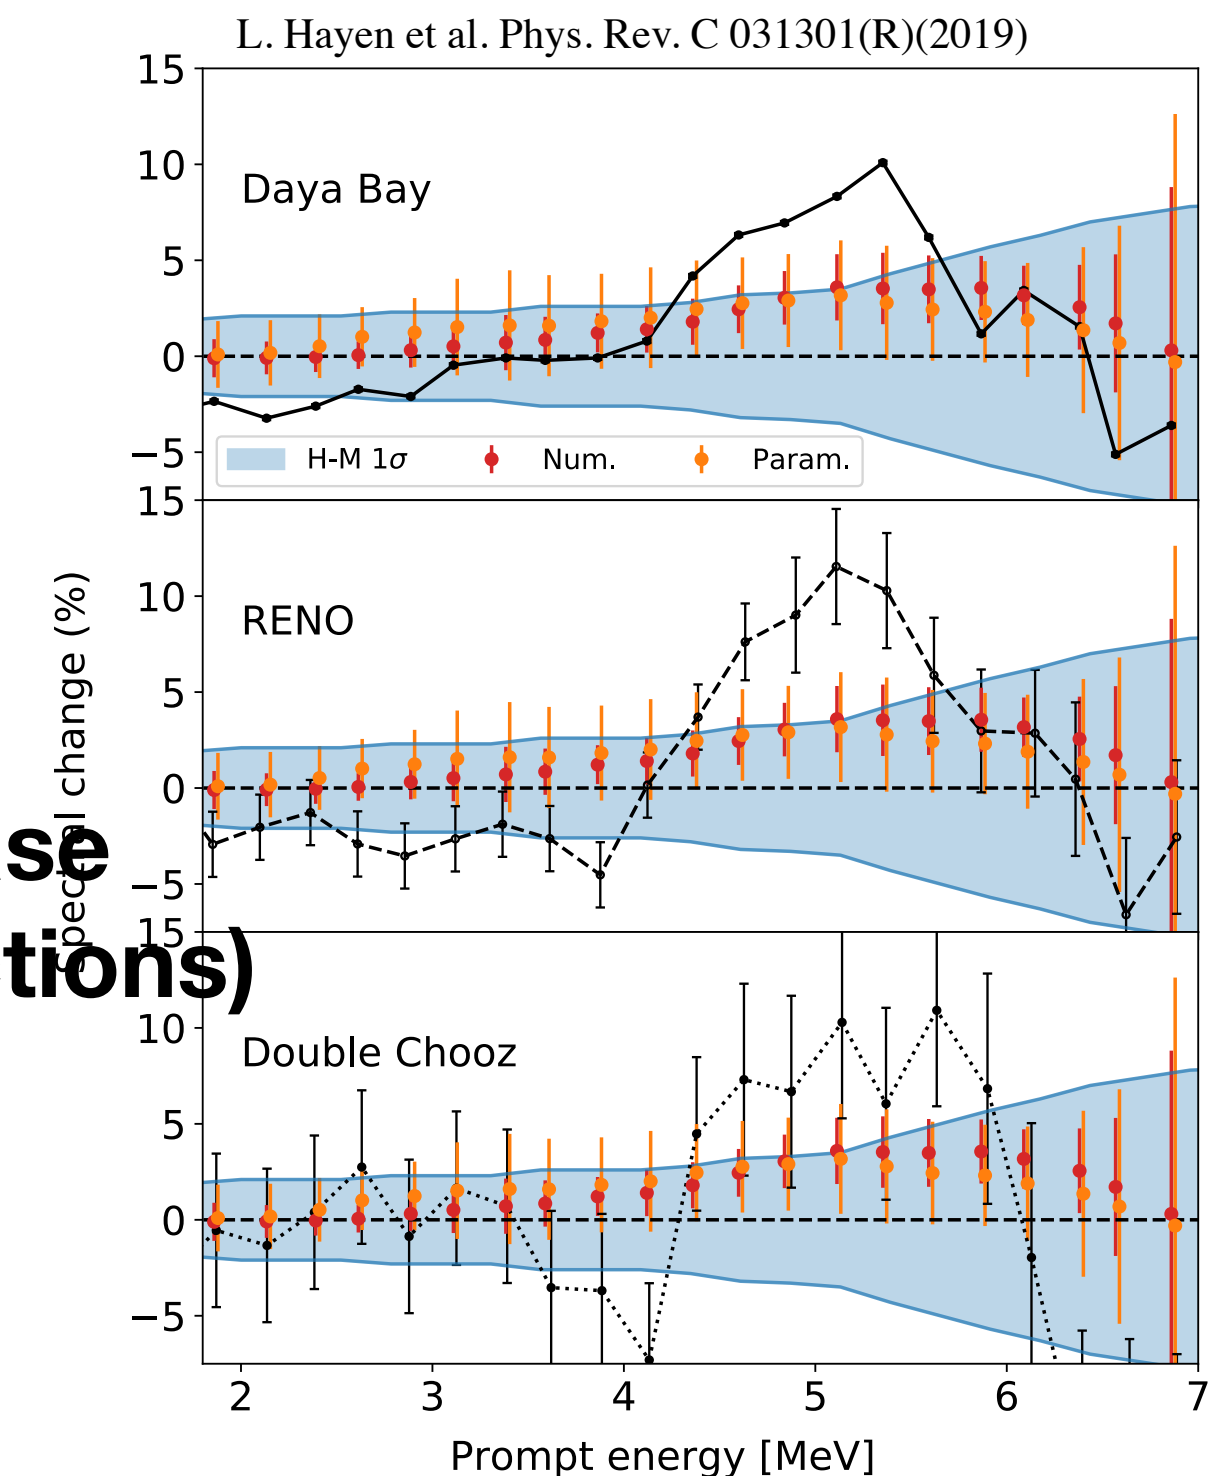 L. Hayen et al. Phys. Rev. C 031301(R)(2019)
15
10
5
0
−5
Daya Bay
H-M 1σ
Num.
Param.
Spectral change (%)
15
10
5
0
−5
RENO
se
tions)
15
10
5
0
−5
Double Chooz
2 3 4 5 6 7
Prompt energy [MeV]